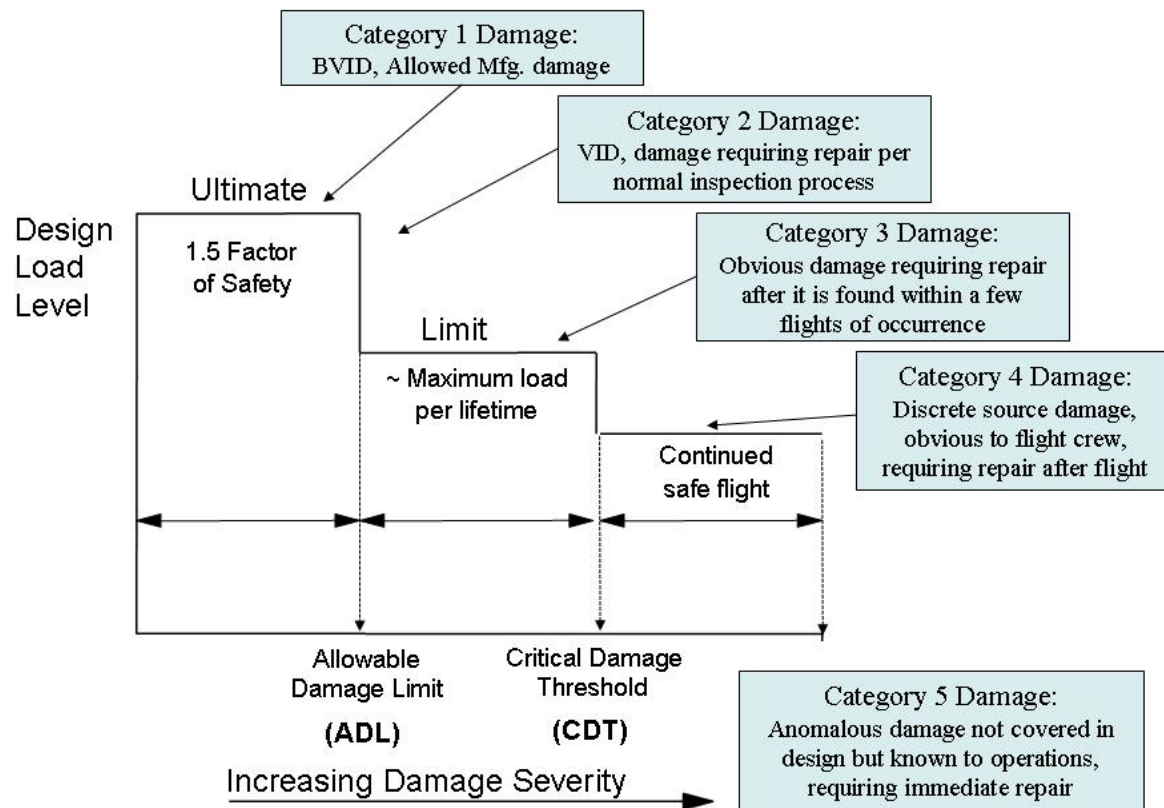 Category 1 Damage:
BVID, Allowed Mfg. damage
Category 2 Damage:
VID, damage requiring repair per
normal inspection process
Ultimate
Design
Load
Level
1.5 Factor
of Safety
Category 3 Damage:
Obvious damage requiring repair
after it is found within a few
flights of occurrence
Limit
~ Maximum load
per lifetime
Category 4 Damage:
Discrete source damage,
obvious to flight crew,
requiring repair after flight
Continued
safe flight
Allowable
Damage Limit
(ADL)
Critical Damage
Threshold
(CDT)
Category 5 Damage:
Anomalous damage not covered in
design but known to operations,
requiring immediate repair
Increasing Damage Severity